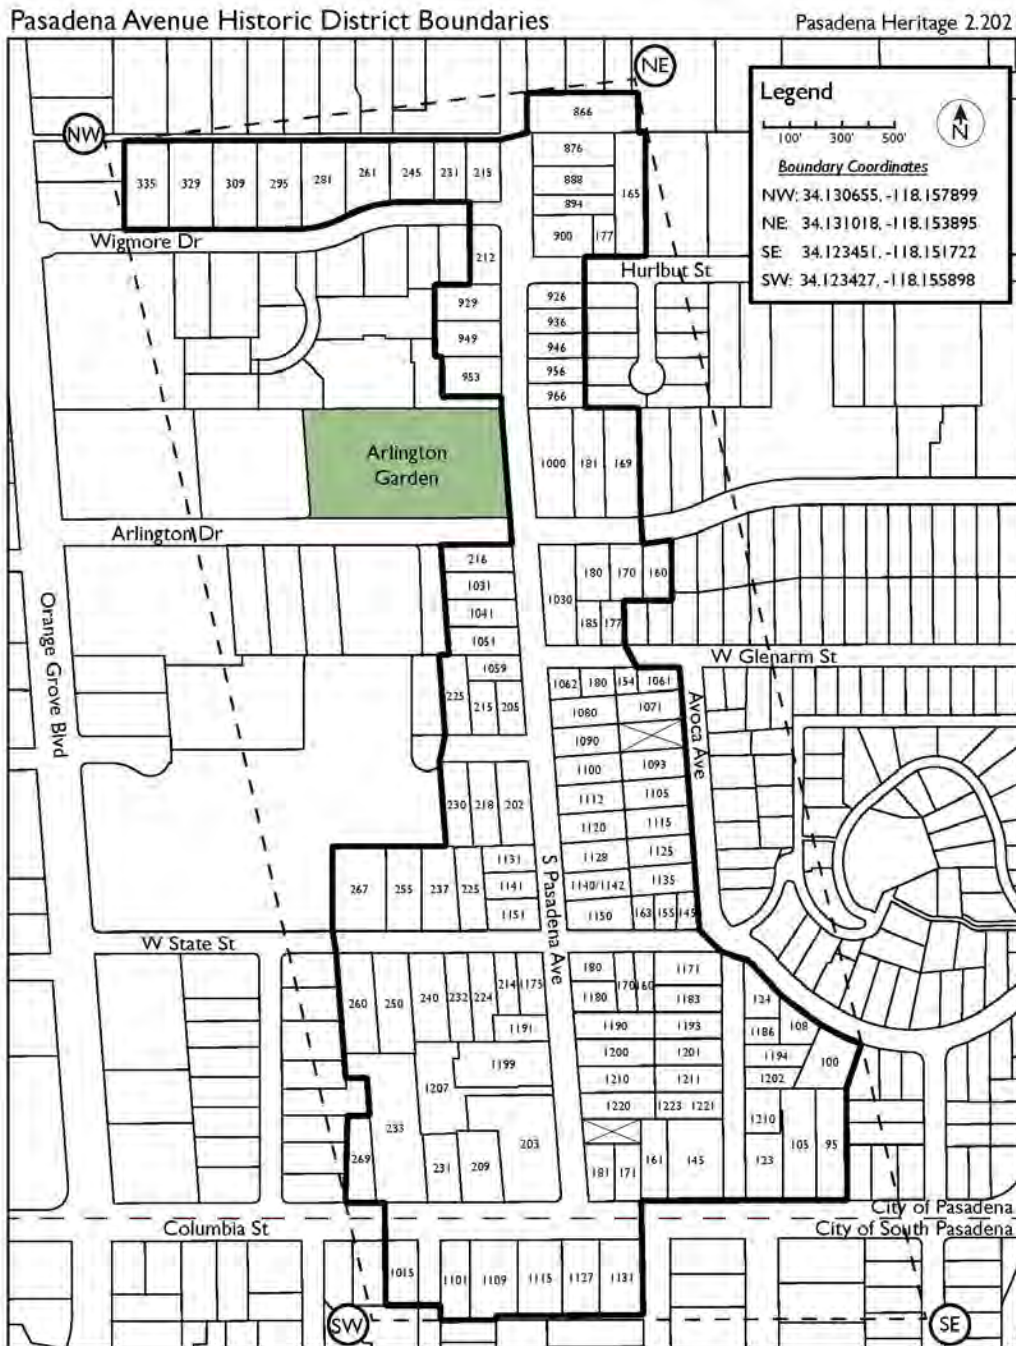 Pasadena Avenue Historic District Boundaries
Pasadena Heritage 2.202
NW
NE
Legend
100' 300' 500'
N
Boundary Coordinates
NW: 34.130655, -118.157899
NE: 34.131018, -118.153895
SE: 34.123451, -118.151722
SW: 34.123427, -118.155898
866
876
888
894
900 177
165
335 329 309 295 281 261 245 231 215
Wigmore Dr
212
Hurlbut St
929
949
953
926
936
946
956
966
Arlington
Garden
1000 181 169
Arlington Dr
216
1031
1041
1051
1059
225 215 205
180 170 160
1030
185 177
Orange Grove Blvd
W Glenarm St
1062 180 154 1061
1080 1071
1090
1100 1093
1112 1105
1120 1115
1128 1125
1140/1142 1135
1150 163 155 145
Avoca Ave
230 218 202
267 255 237 225
1131
1141
1151
S Pasadena Ave
W State St
260 250 240 232 224 214 1175
1191
1199
1207
233
269
231 209 203
180 170 160 1171
1180 1183
1190 1193
1200 1201
1210 1211
1220 1223 1221
181 171 161 145
124
1186 108
1194
1202 100
1210
123 105 95
City of Pasadena
Columbia St
City of South Pasadena
1015 1101 1109 1115 1127 1131
SW
SE